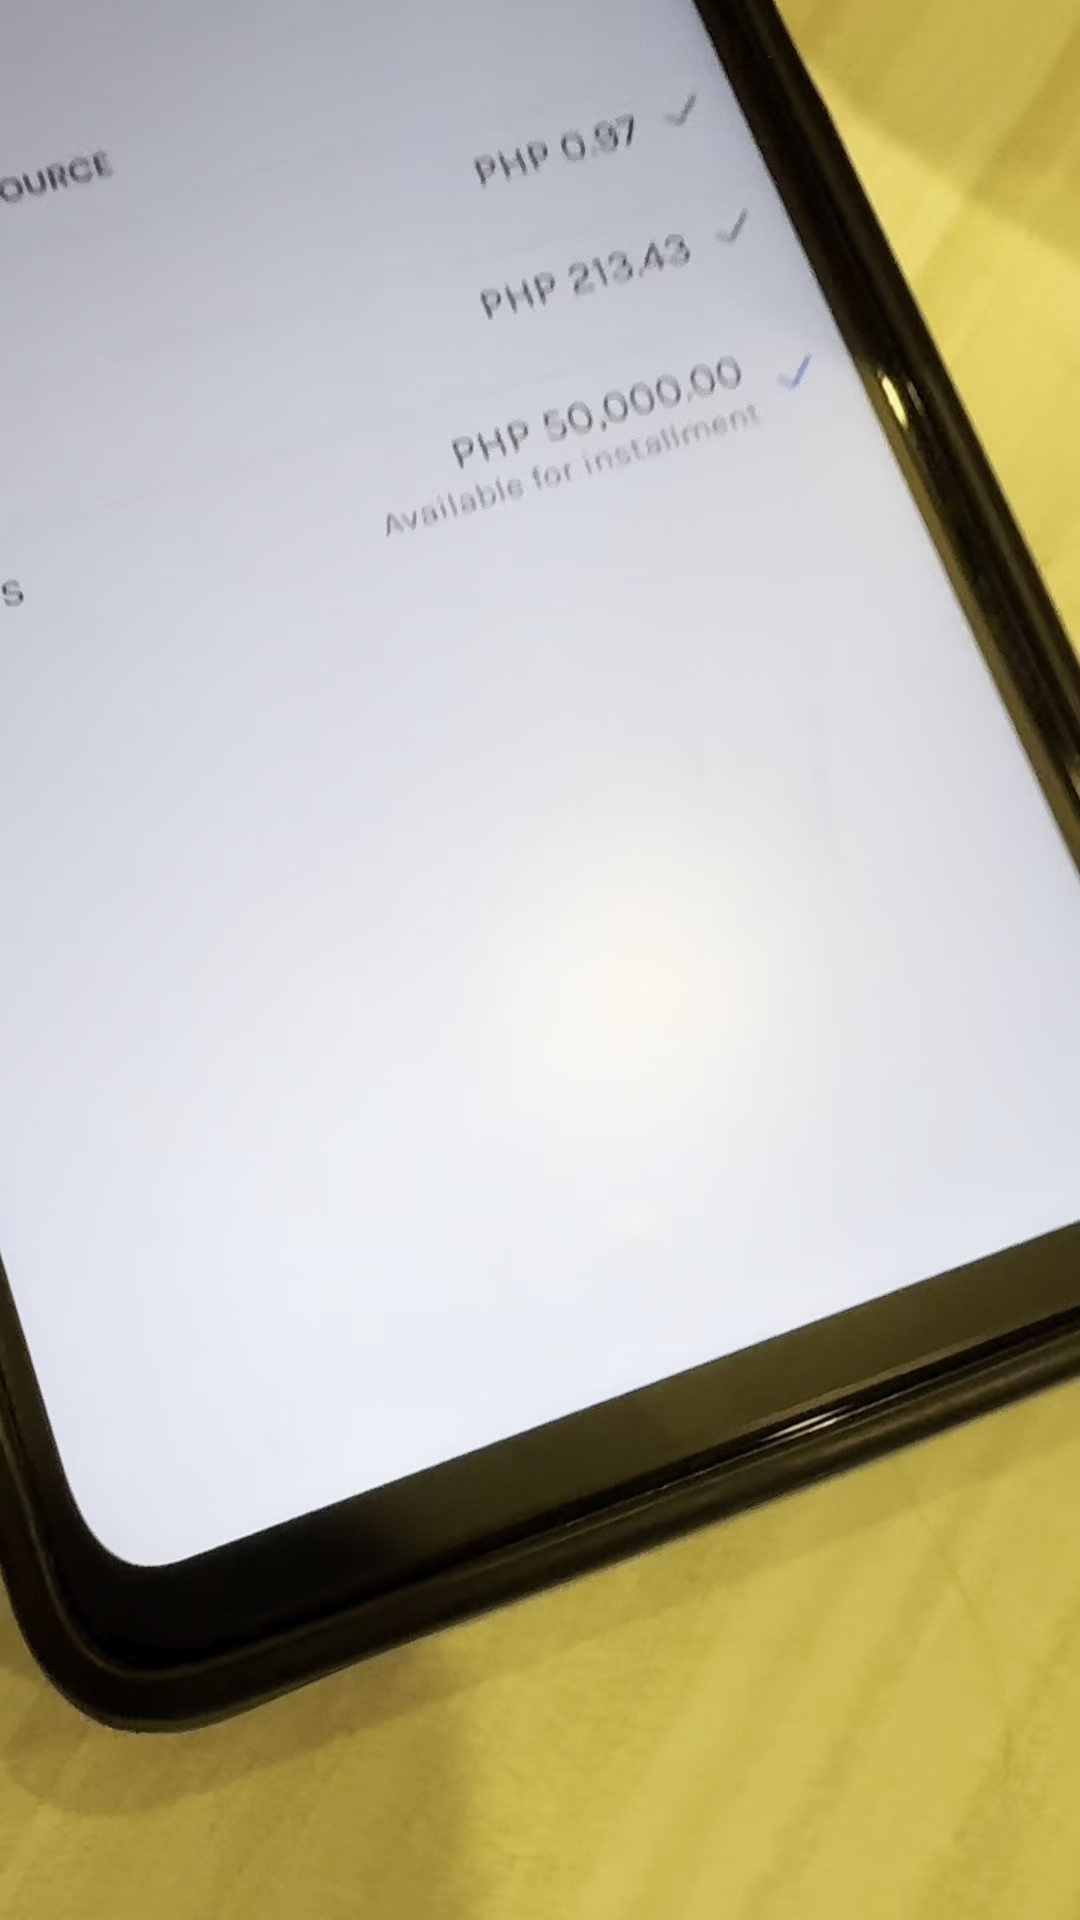 OURCE
PHP 0.97
PHP 213.43
PHP 50,000.00
Available for installment
S